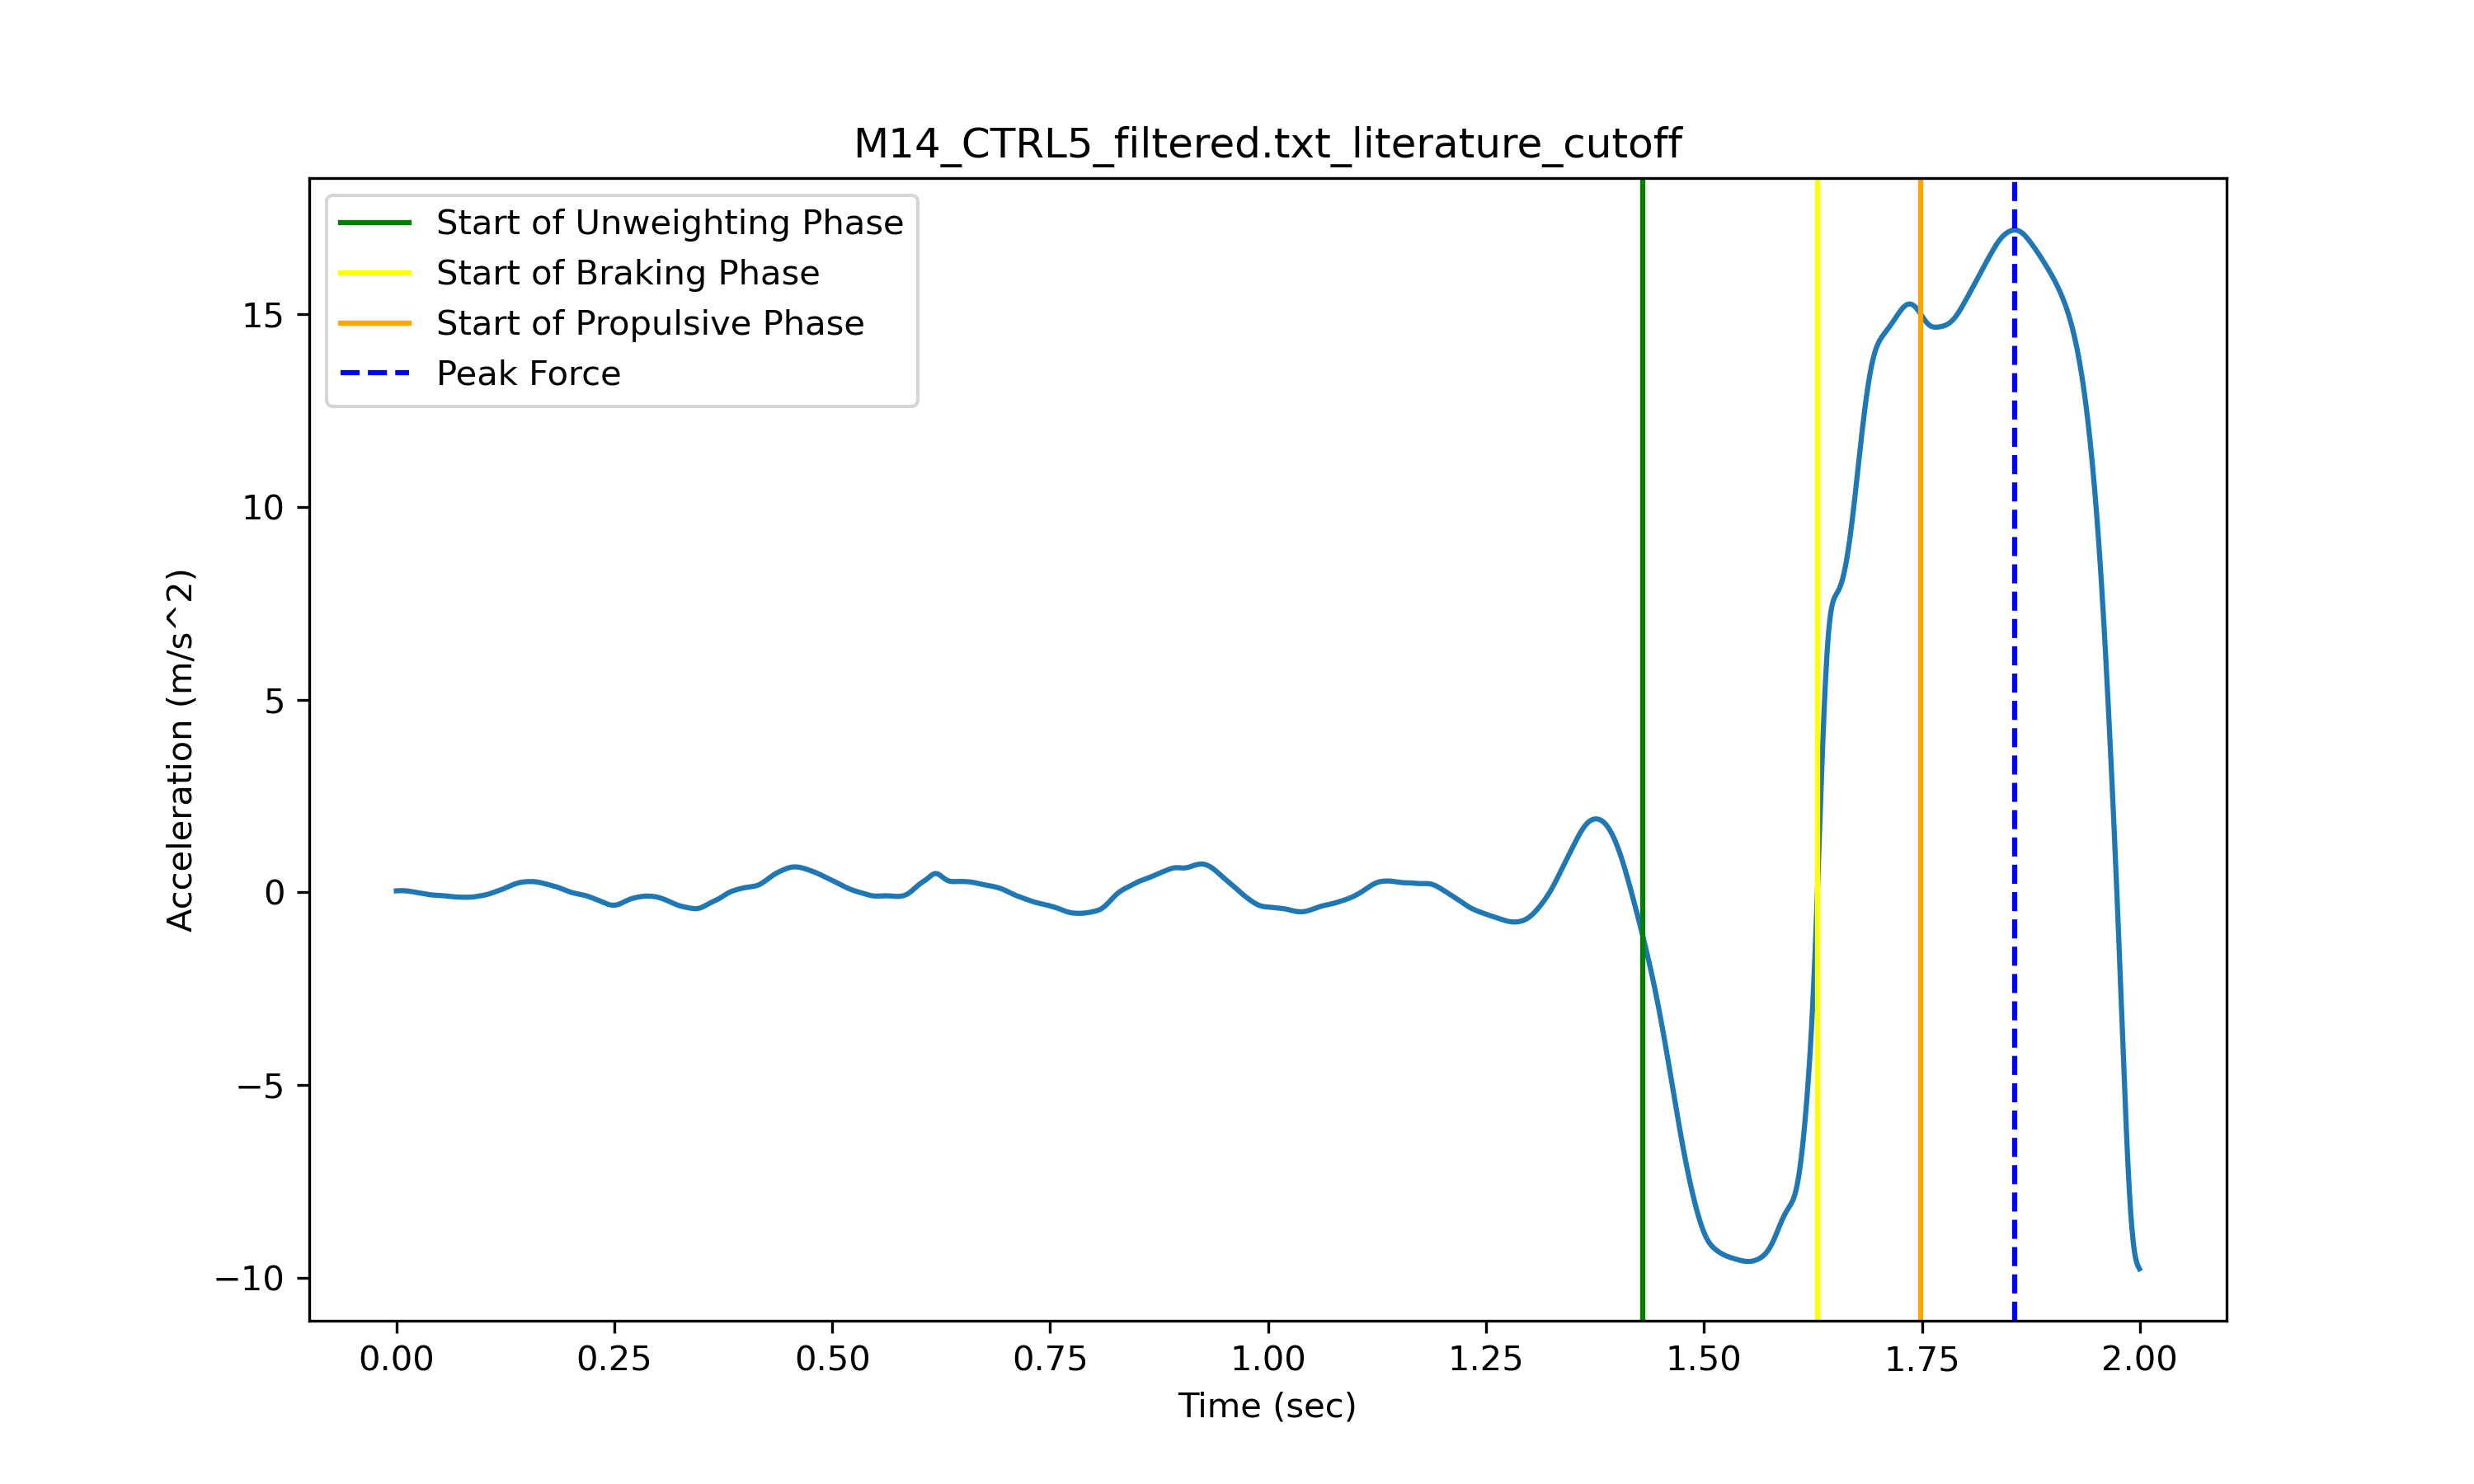 M14_CTRL5_filtered.txt_literature_cutoff
Start of Unweighting Phase
Start of Braking Phase
Start of Propulsive Phase
Peak Force
Acceleration (m/s^2)
15
10
5
0
−5
−10
0.00 0.25 0.50 0.75 1.00 1.25 1.50 1.75 2.00
Time (sec)